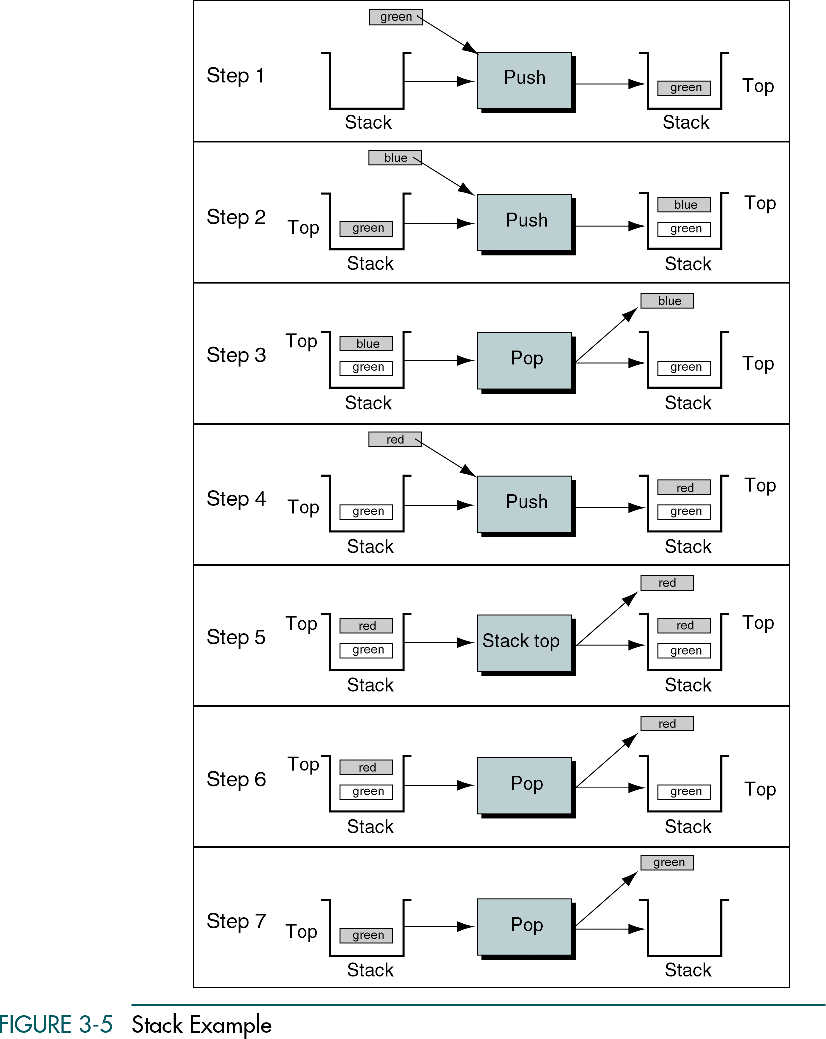 green
Step 1
Push
green
Top
Stack
Stack
blue
Step 2
Top
green
Push
blue
green
Top
Stack
Stack
blue
Step 3
Top
blue
green
Pop
green
Top
Stack
Stack
red
Step 4
Top
green
Push
red
green
Top
Stack
Stack
red
Step 5
Top
red
green
Stack top
red
green
Top
Stack
Stack
red
Step 6
Top
red
green
Pop
green
Top
Stack
Stack
green
Step 7
Top
green
Pop
Stack
Stack
FIGURE 3-5 Stack Example